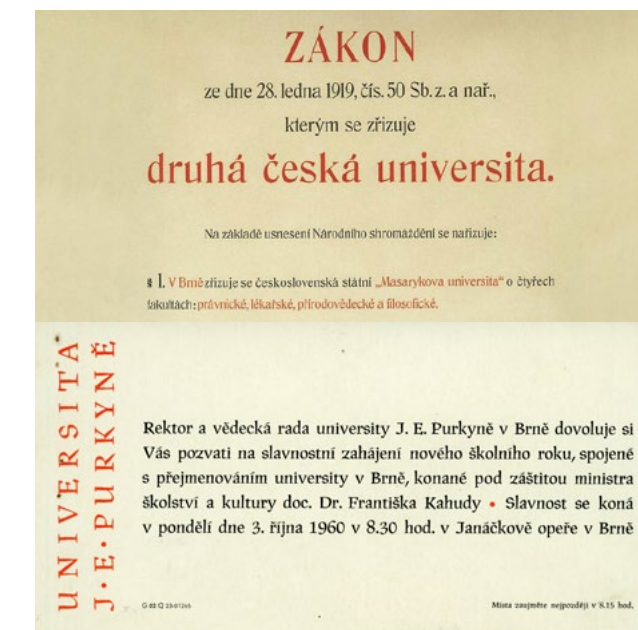 ZÁKON
ze dne 28. ledna 1919, čís. 50 Sb. z. a nař.,
kterým se zřizuje
druhá česká universita.
Na základě usnesení Národního shromáždění se nařizuje:
§ 1. V Brně zřizuje se československá státní „Masarykova universita“ o čtyřech
fakultách: právnické, lékařské, přírodovědecké a filosofické.
UNIVERSITA
J·E·PURKYNĚ
Rektor a vědecká rada university J. E. Purkyně v Brně dovoluje si
Vás pozvati na slavnostní zahájení nového školního roku, spojené
s přejmenováním university v Brně, konané pod záštitou ministra
školství a kultury doc. Dr. Františka Kahudy • Slavnost se koná
v pondělí dne 3. října 1960 v 8.30 hod. v Janáčkově opeře v Brně
Místa zaujměte nejpozději v 8.15 hod.